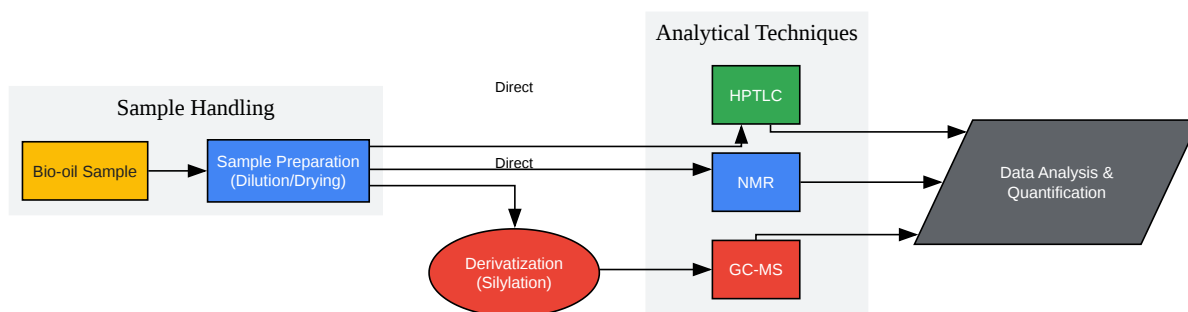 Sample Handling
Bio-oil Sample
Sample Preparation
(Dilution/Drying)
Direct
Direct
Derivatization
(Silylation)
Analytical Techniques
HPTLC
NMR
GC-MS
Data Analysis &
Quantification